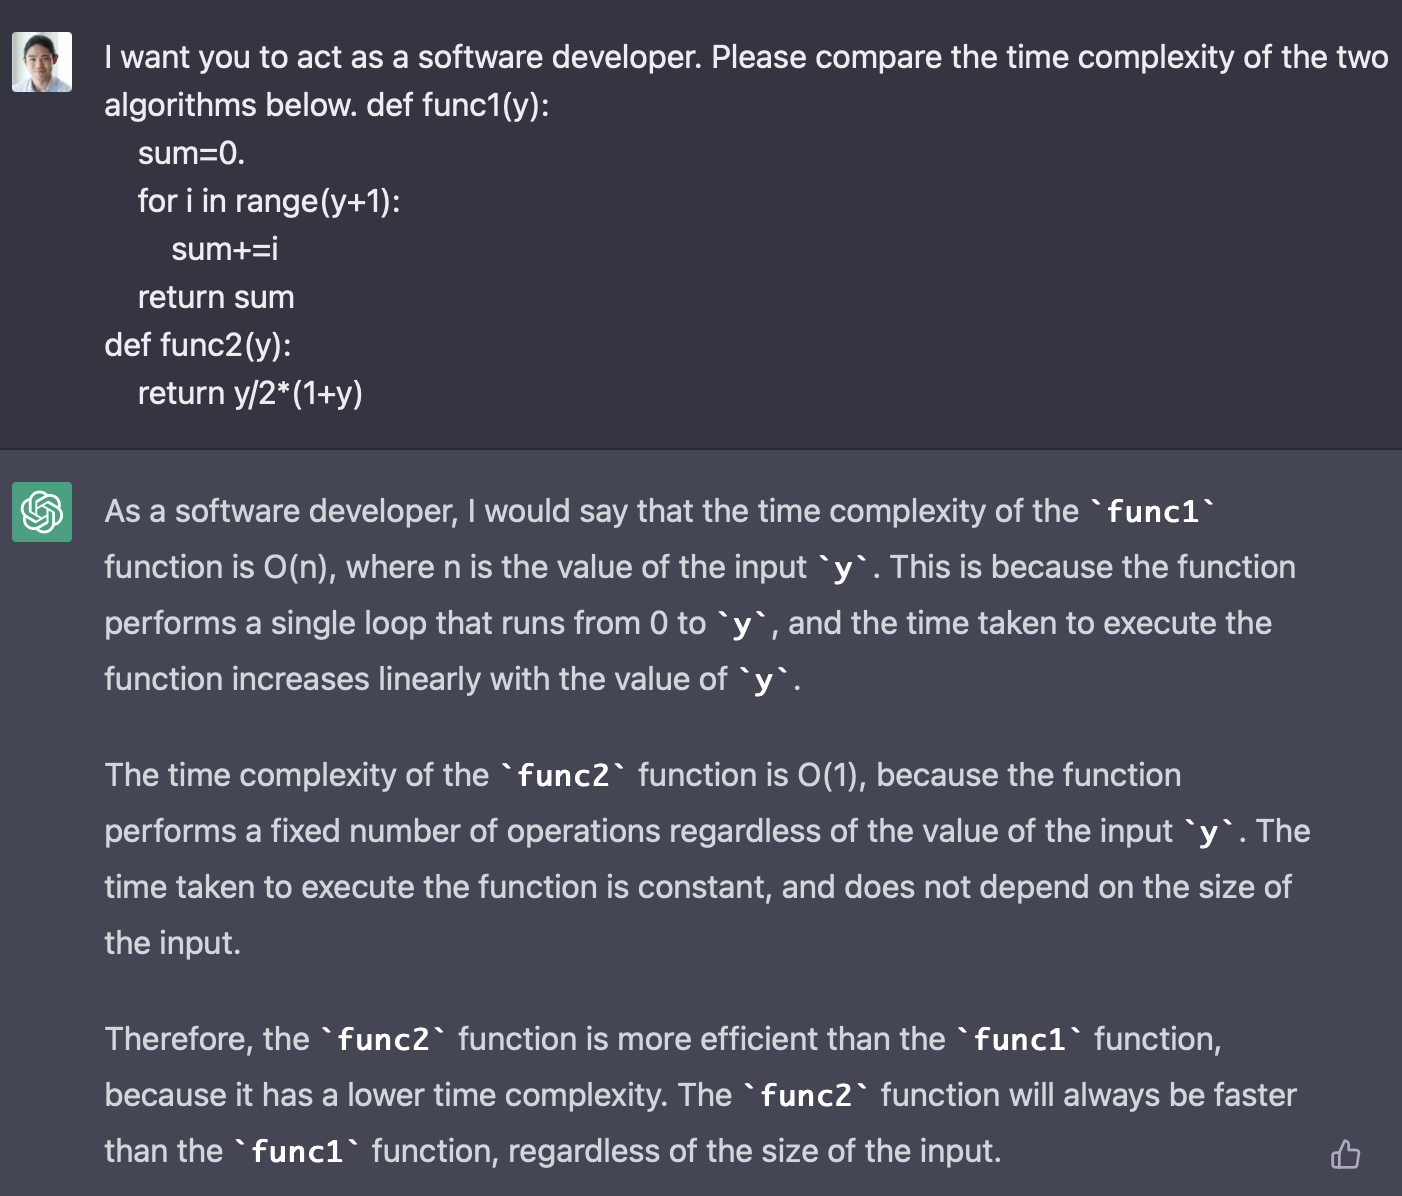 I want you to act as a software developer. Please compare the time complexity of the two
algorithms below. def func1(y):
sum=0.
for i in range(y+1):
sum+=i
return sum
def func2(y):
return y/2*(1+y)
As a software developer, I would say that the time complexity of the `func1`
function is O(n), where n is the value of the input `y`. This is because the function
performs a single loop that runs from 0 to `y`, and the time taken to execute the
function increases linearly with the value of `y`.
The time complexity of the `func2` function is O(1), because the function
performs a fixed number of operations regardless of the value of the input `y`. The
time taken to execute the function is constant, and does not depend on the size of
the input.
Therefore, the `func2` function is more efficient than the `func1` function,
because it has a lower time complexity. The `func2` function will always be faster
than the `func1` function, regardless of the size of the input.